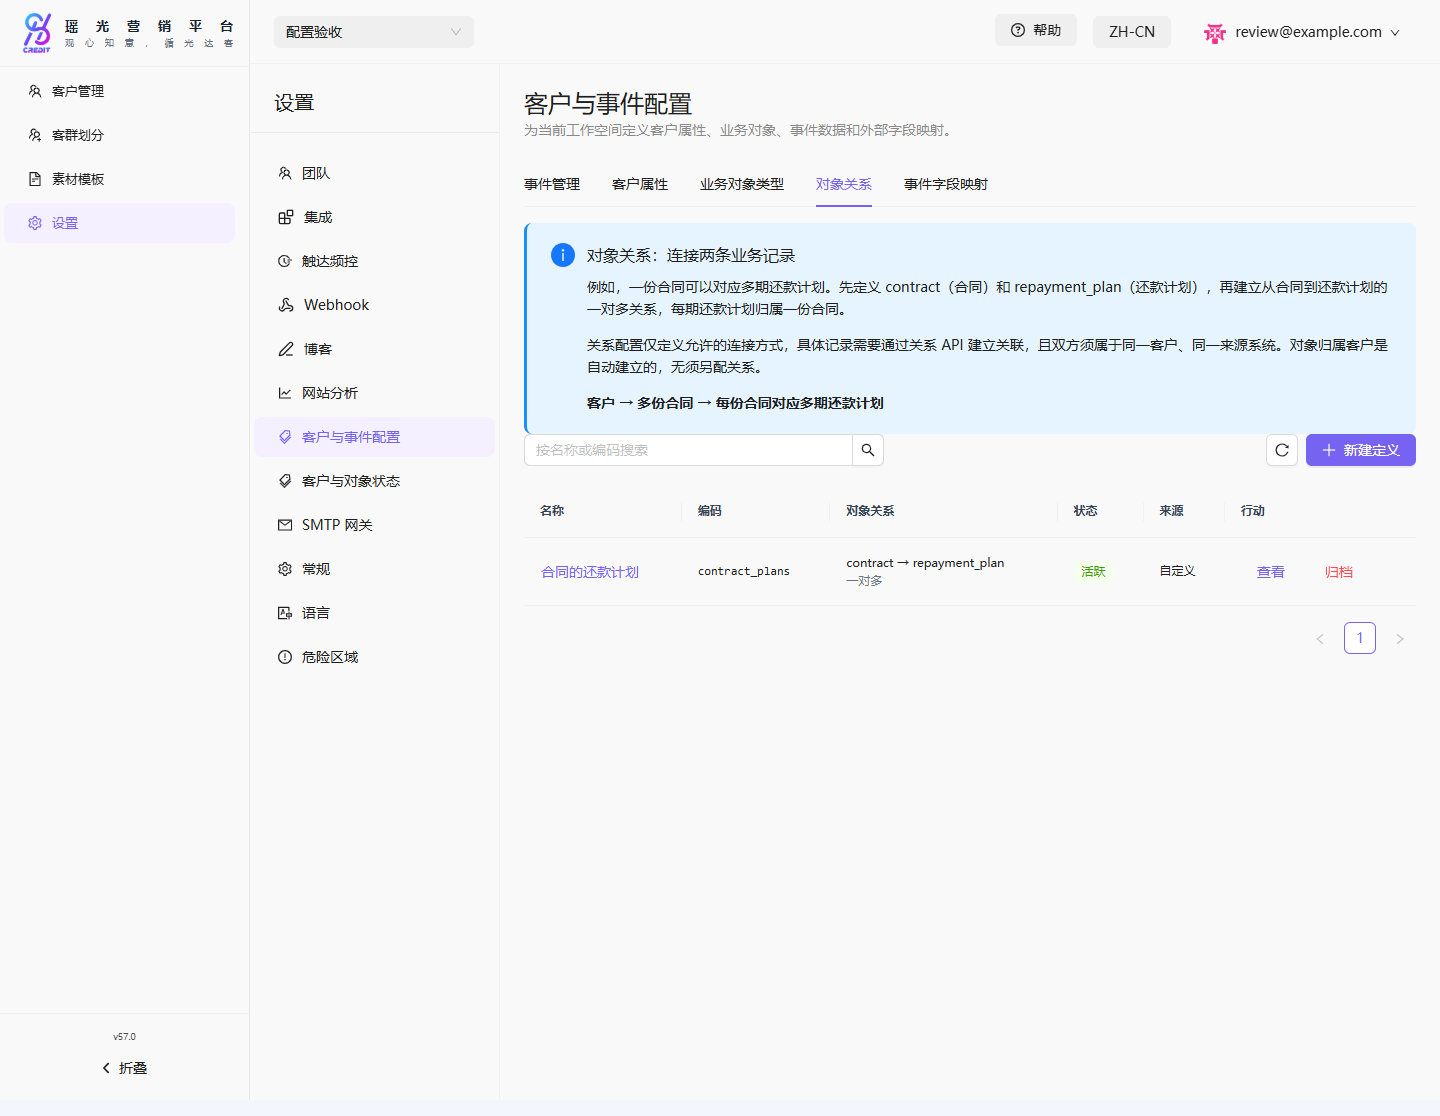 瑶光营销平台
观心知意，循光达客
CREDIT
配置验收
帮助
ZH-CN
review@example.com
客户管理
客群划分
素材模板
设置
设置
团队
集成
触达频控
Webhook
博客
网站分析
客户与事件配置
客户与对象状态
SMTP 网关
常规
语言
危险区域
客户与事件配置
为当前工作空间定义客户属性、业务对象、事件数据和外部字段映射。
事件管理 客户属性 业务对象类型 对象关系 事件字段映射
对象关系：连接两条业务记录
例如，一份合同可以对应多期还款计划。先定义 contract（合同）和 repayment_plan（还款计划），再建立从合同到还款计划的
一对多关系，每期还款计划归属一份合同。
关系配置仅定义允许的连接方式，具体记录需要通过关系 API 建立关联，且双方须属于同一客户、同一来源系统。对象归属客户是
自动建立的，无须另配关系。
客户 → 多份合同 → 每份合同对应多期还款计划
按名称或编码搜索
新建定义
名称 编码 对象关系 状态 来源 行动
合同的还款计划 contract_plans contract → repayment_plan 活跃 自定义 查看 归档
一对多
1
v57.0
折叠